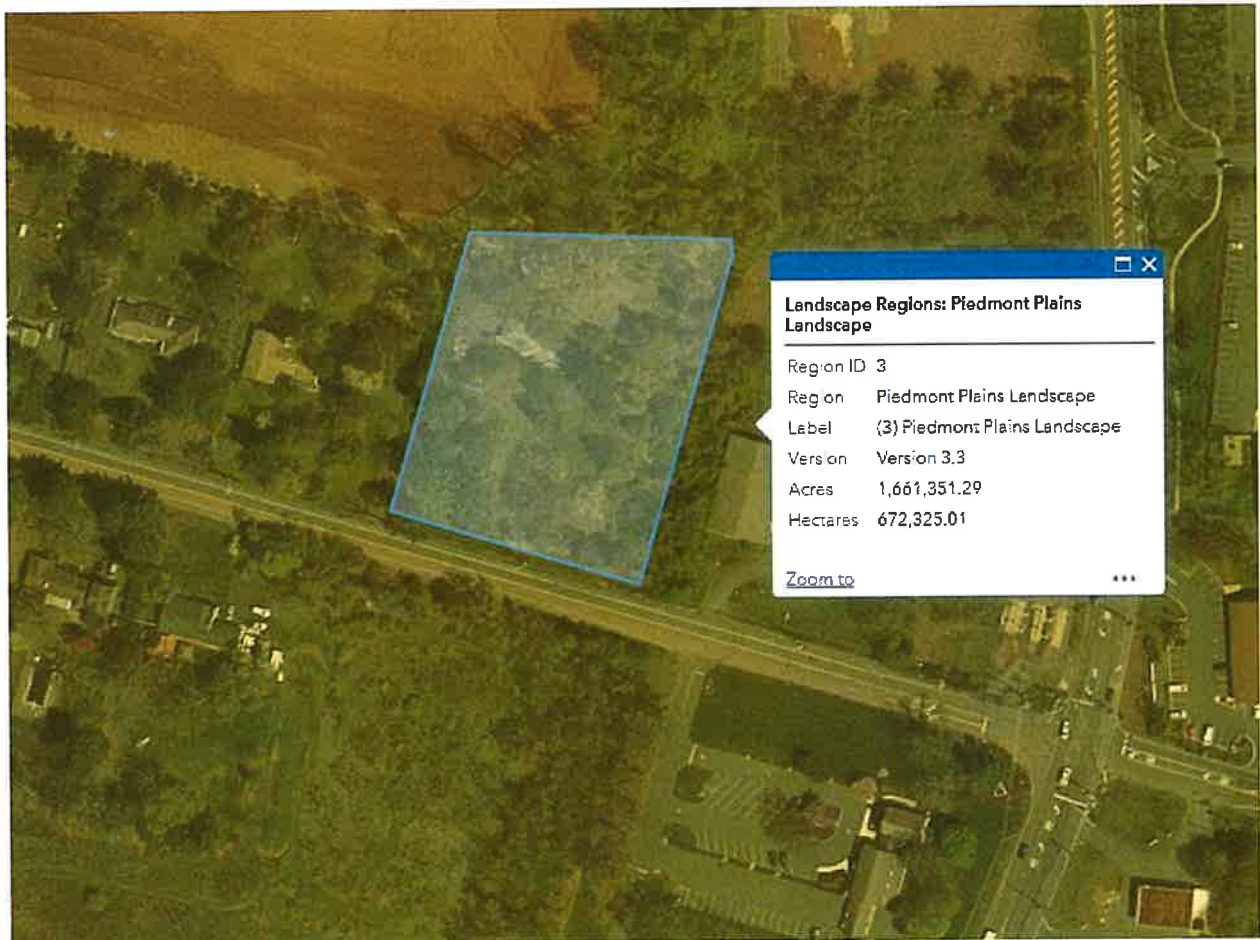 Landscape Regions: Piedmont Plains
Landscape
Region ID 3
Region Piedmont Plains Landscape
Label (3) Piedmont Plains Landscape
Version Version 3.3
Acres 1,661,351.29
Hectares 672,325.01
Zoom to